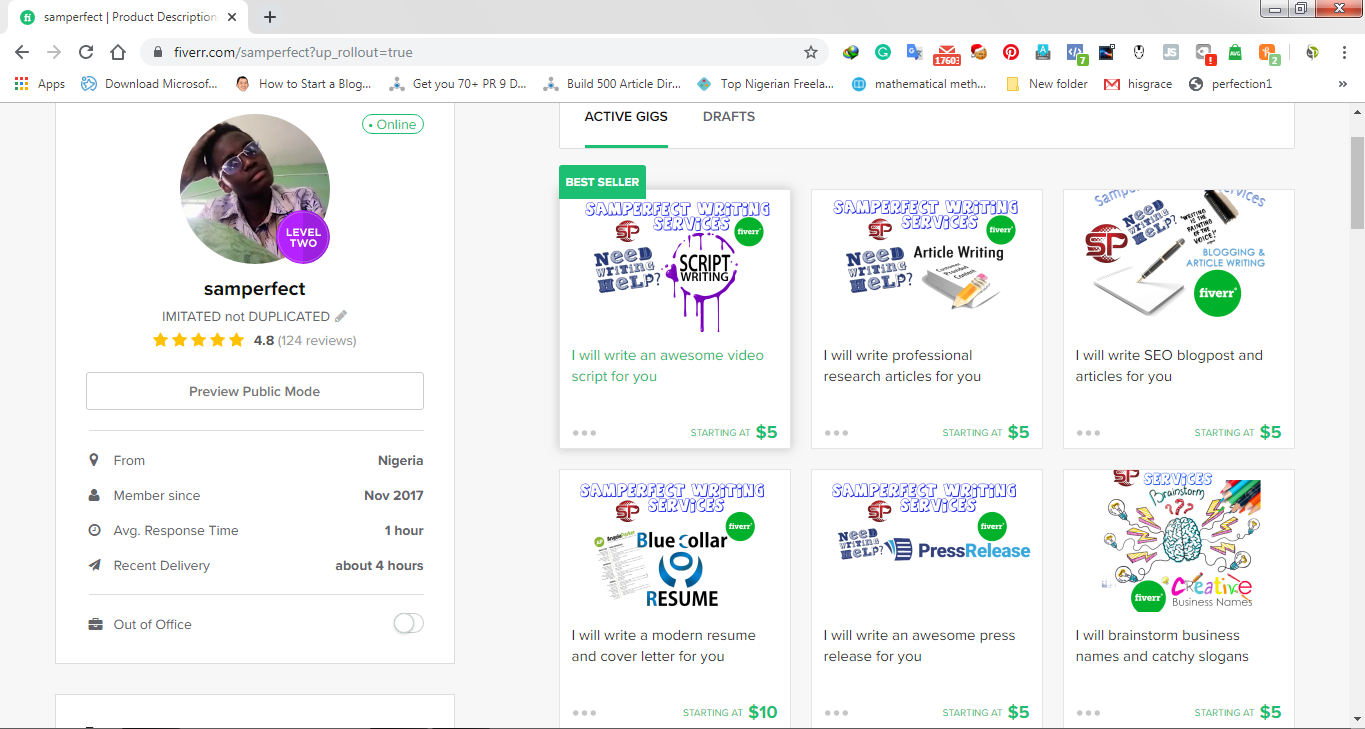 samperfect | Product Description
fiverr.com/samperfect?up_rollout=true
17603
7
AVG
JS
!
2
Apps
Download Microsof...
How to Start a Blog...
Get you 70+ PR 9 D...
Build 500 Article Dir...
Top Nigerian Freela...
mathematical meth...
New folder
hisgrace
perfection1
»
• Online
LEVEL
TWO
samperfect
IMITATED not DUPLICATED
4.8 (124 reviews)
Preview Public Mode
From Nigeria
Member since Nov 2017
Avg. Response Time 1 hour
Recent Delivery about 4 hours
Out of Office
ACTIVE GIGS DRAFTS
BEST SELLER
SAMPERFECT WRITING
SERVICES
SP
fiverr
NEED
WRITING
HELP?
SCRIPT
WRITING
I will write an awesome video
script for you
STARTING AT $5
SAMPERFECT WRITING
SERVICES
SP
fiverr
NEED
WRITING
HELP?
Article Writing
I will write professional
research articles for you
STARTING AT $5
NEED
WRITING
HELP?
SP
"WRITING
IS THE
PAINTING
OF THE
VOICE!"
BLOGGING &
ARTICLE WRITING
fiverr
I will write SEO blogpost and
articles for you
STARTING AT $5
SAMPERFECT WRITING
SERVICES
SP
fiverr
Blue Collar
RESUME
I will write a modern resume
and cover letter for you
STARTING AT $10
SAMPERFECT WRITING
SERVICES
SP
fiverr
NEED
WRITING
HELP?
PressRelease
I will write an awesome press
release for you
STARTING AT $5
SP
SERVICES
Brainstorm
???
fiverr
CReative
Business Names
I will brainstorm business
names and catchy slogans
STARTING AT $5